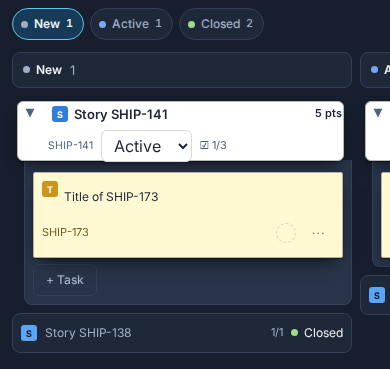 New 1 Active 1 Closed 2
New 1
S Story SHIP-141 5 pts
SHIP-141 Active ☑ 1/3
T Title of SHIP-173
SHIP-173 ...
+ Task
S Story SHIP-138 1/1 Closed
S